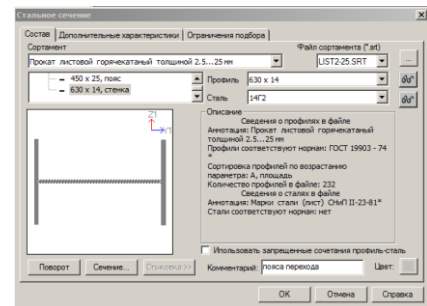 Стальное сечение
Состав
Дополнительные характеристики
Ограничения подбора
Сортамент
Файл сортамента (*.srt)
Прокат листовой горячекатаный толщиной 2.5...25 мм
LIST2-25.SRT
...
450 x 25, пояс
630 x 14, стенка
Профиль
630 x 14
Сталь
14Г2
Описание
Сведения о профилях в файле
Аннотация: Прокат листовой горячекатаный
толщиной 2.5...25 мм
Профили соответствуют нормам: ГОСТ 19903 - 74
*
Сортировка профилей по возрастанию
параметра: A, площадь
Количество профилей в файле: 232
Сведения о сталях в файле
Аннотация: Марки стали (лист) СНиП II-23-81*
Стали соответствуют нормам: нет
Z1
Y1
Использовать запрещенные сочетания профиль-сталь
Поворот
Сечение...
Стыковка >>
Комментарий:
пояса перехода
Цвет:
OK
Отмена
Справка